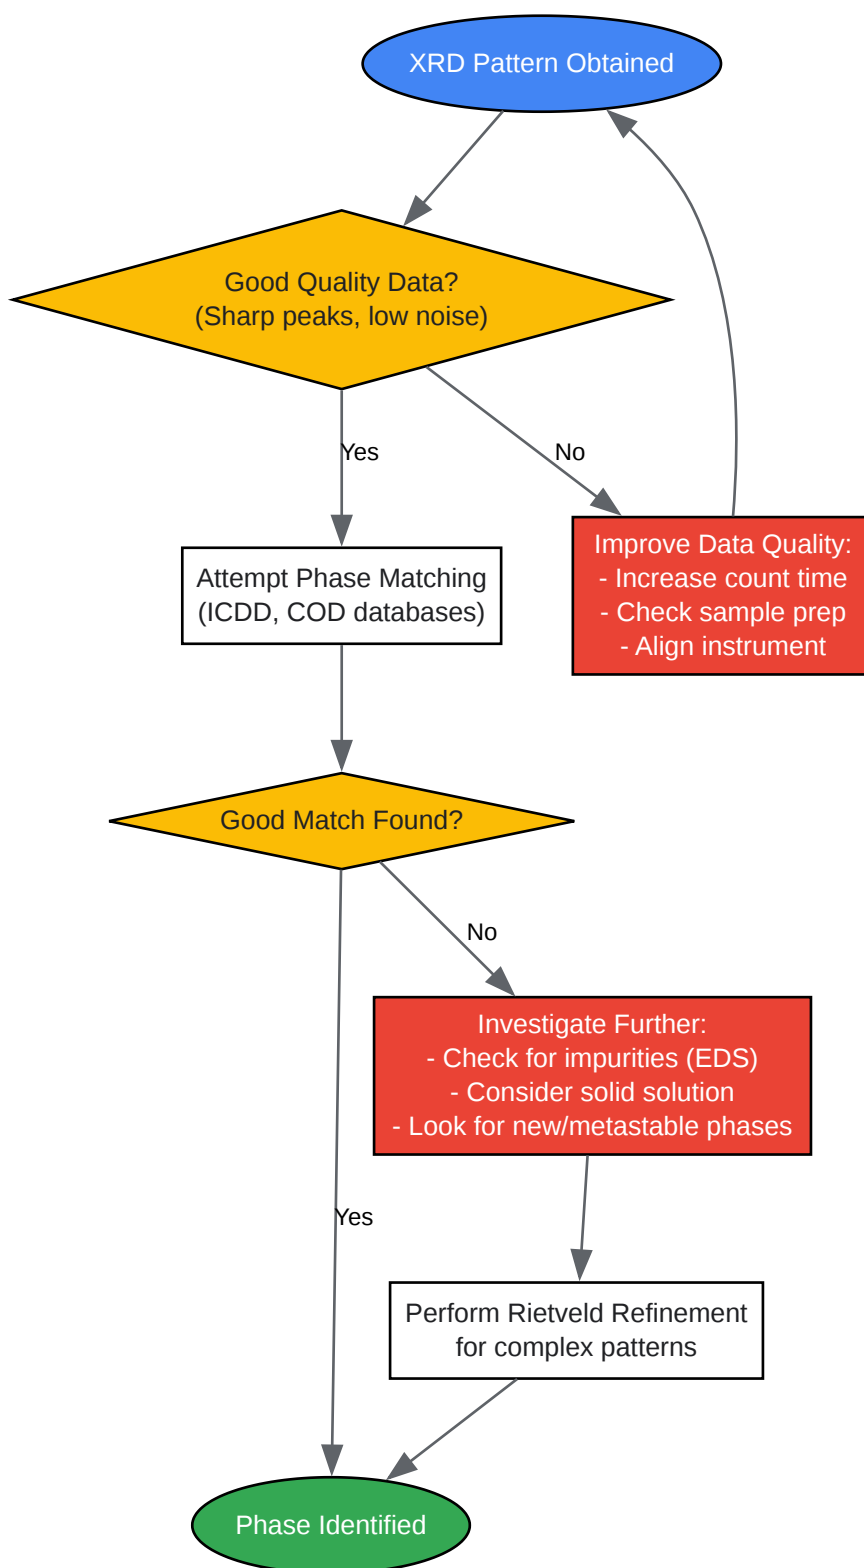 XRD Pattern Obtained
Good Quality Data?
(Sharp peaks, low noise)
Yes
No
Improve Data Quality:
- Increase count time
- Check sample prep
- Align instrument
Attempt Phase Matching
(ICDD, COD databases)
Good Match Found?
No
Investigate Further:
- Check for impurities (EDS)
- Consider solid solution
- Look for new/metastable phases
Yes
Perform Rietveld Refinement
for complex patterns
Phase Identified